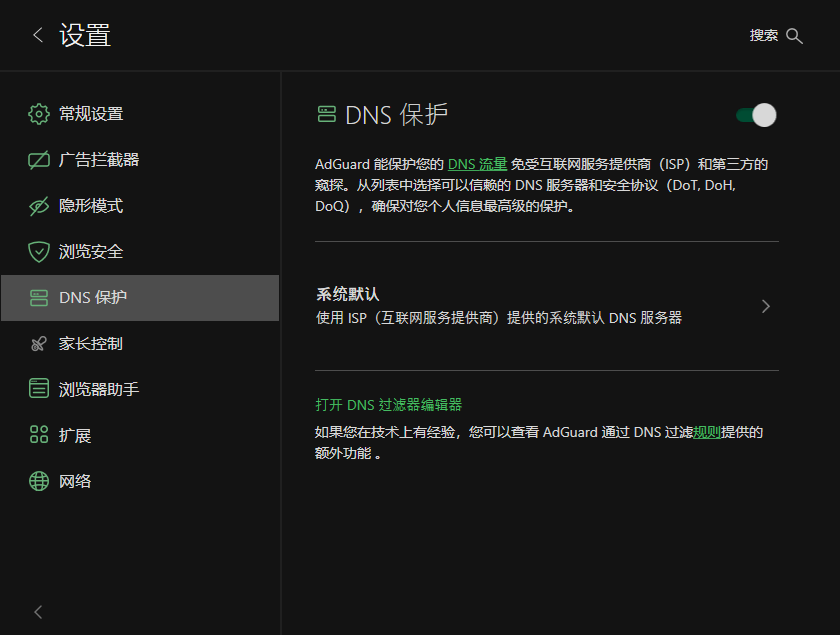 设置
搜索
常规设置
广告拦截器
隐形模式
浏览安全
DNS 保护
家长控制
浏览器助手
扩展
网络
DNS 保护
AdGuard 能保护您的 DNS 流量 免受互联网服务提供商（ISP）和第三方的
窥探。从列表中选择可以信赖的 DNS 服务器和安全协议（DoT, DoH,
DoQ），确保对您个人信息最高级的保护。
系统默认
使用 ISP（互联网服务提供商）提供的系统默认 DNS 服务器
打开 DNS 过滤器编辑器
如果您在技术上有经验，您可以查看 AdGuard 通过 DNS 过滤规则提供的
额外功能 。